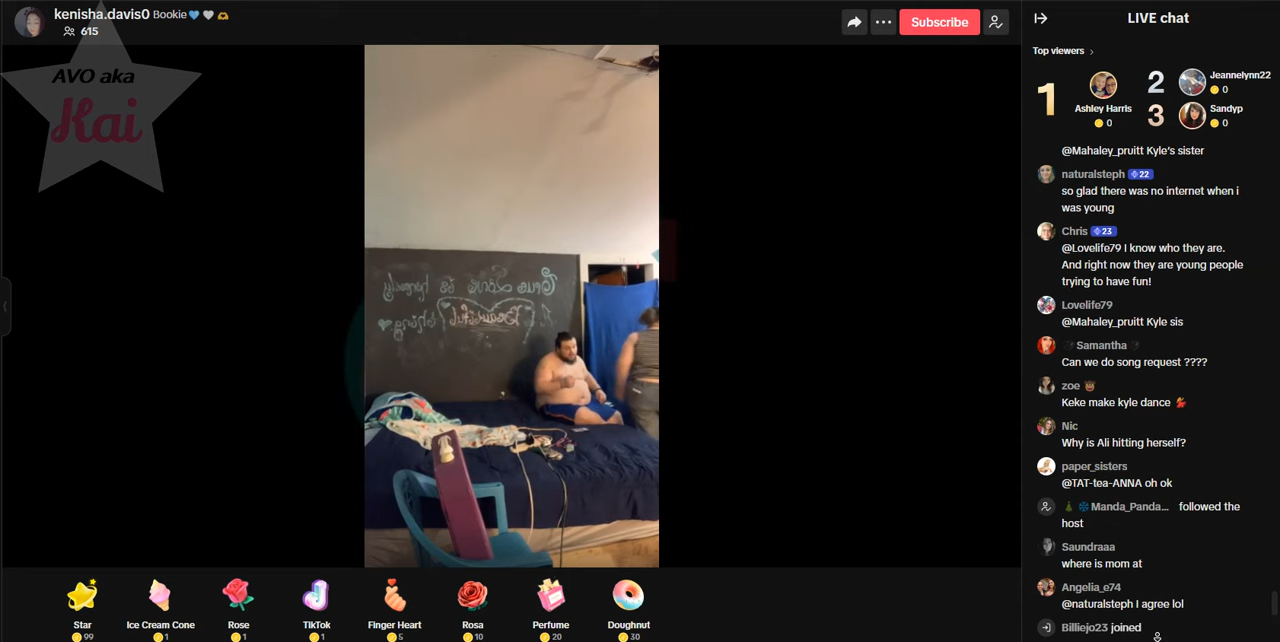 kenisha.davis0 Bookie
615
Subscribe
LIVE chat
AVO aka
Kai
Top viewers
1
Ashley Harris
0
2
Jeannelynn22
0
3
Sandyp
0
@Mahaley_pruitt Kyle's sister
naturalsteph 22
so glad there was no internet when i
was young
Chris 23
@Lovelife79 I know who they are.
And right now they are young people
trying to have fun!
Lovelife79
@Mahaley_pruitt Kyle sis
Samantha
Can we do song request ????
zoe
Keke make kyle dance
Nic
Why is Ali hitting herself?
paper_sisters
@TAT-tea-ANNA oh ok
Manda_Panda... followed the
host
Saundraaa
where is mom at
Angelia_e74
@naturalsteph I agree lol
Billiejo23 joined
Star
99
Ice Cream Cone
1
Rose
1
TikTok
1
Finger Heart
5
Rosa
10
Perfume
20
Doughnut
30